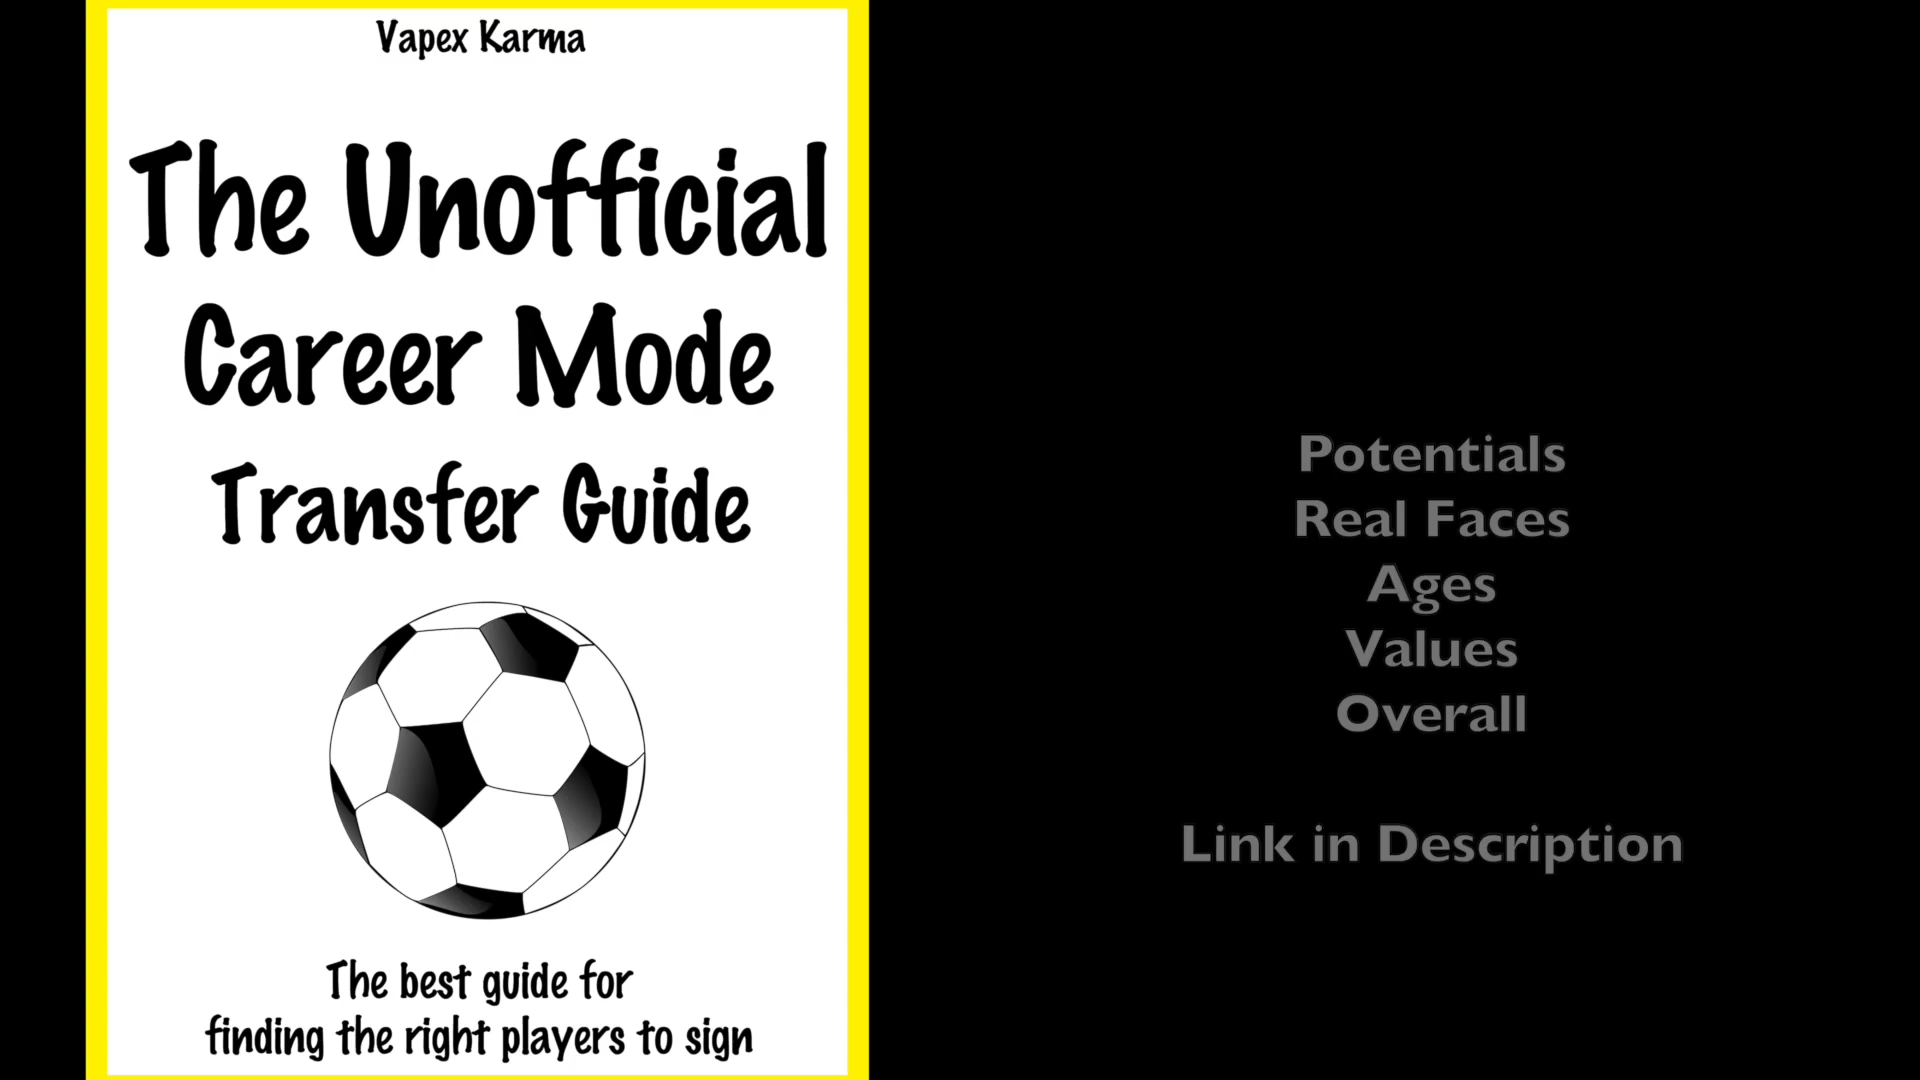 Vapex Karma
The Unofficial
Career Mode
Transfer Guide
The best guide for
finding the right players to sign
Potentials
Real Faces
Ages
Values
Overall
Link in Description